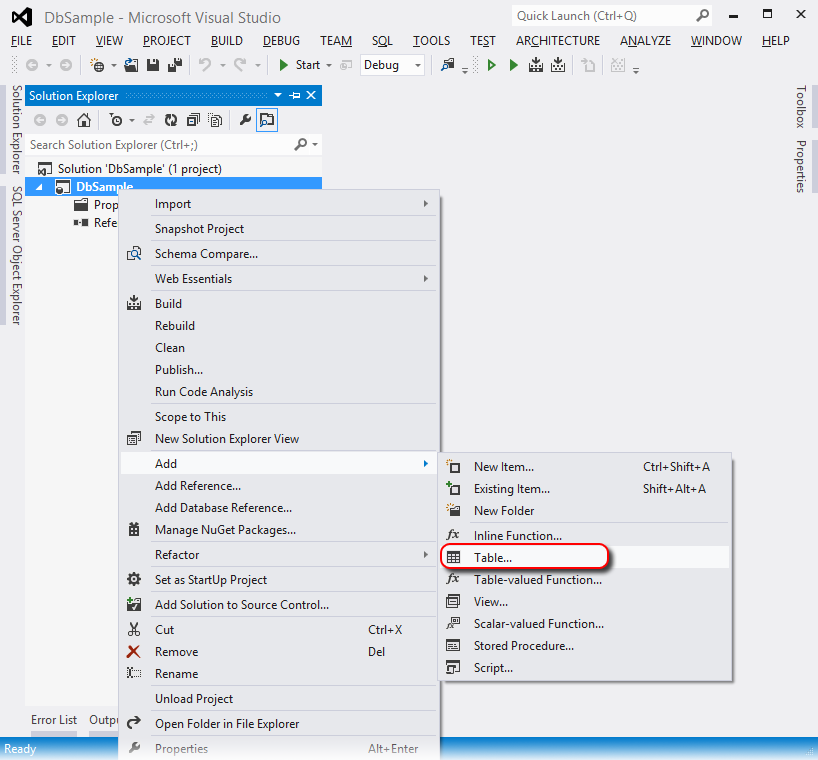 DbSample - Microsoft Visual Studio
Quick Launch (Ctrl+Q)
FILE EDIT VIEW PROJECT BUILD DEBUG TEAM SQL TOOLS TEST ARCHITECTURE ANALYZE WINDOW HELP
Start Debug
Solution Explorer
SQL Server Object Explorer
Solution Explorer
Search Solution Explorer (Ctrl+;)
Solution 'DbSample' (1 project)
DbSample
Prop
Refe
Toolbox
Properties
Import
Snapshot Project
Schema Compare...
Web Essentials
Build
Rebuild
Clean
Publish...
Run Code Analysis
Scope to This
New Solution Explorer View
Add
Add Reference...
Add Database Reference...
Manage NuGet Packages...
Refactor
Set as StartUp Project
Add Solution to Source Control...
Cut Ctrl+X
Remove Del
Rename
Unload Project
Open Folder in File Explorer
Properties Alt+Enter
New Item... Ctrl+Shift+A
Existing Item... Shift+Alt+A
New Folder
Inline Function...
Table...
Table-valued Function...
View...
Scalar-valued Function...
Stored Procedure...
Script...
Error List Outpu
Ready